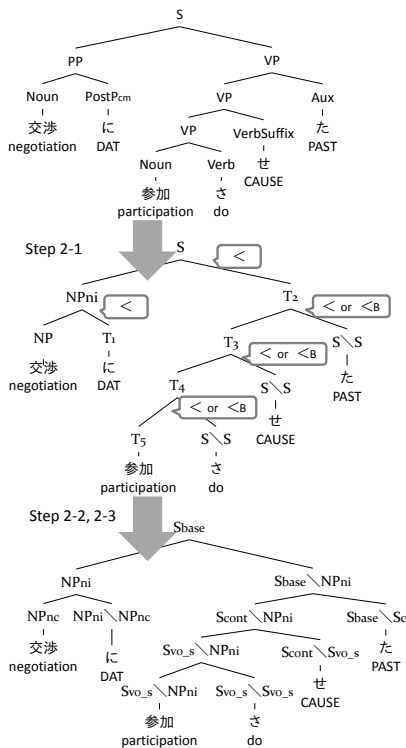 S
PP VP
Noun PostPcm VP Aux
交渉 に VP VerbSuffix た
negotiation DAT せ PAST
Noun Verb CAUSE
参加 さ
participation do
Step 2-1
S <
NPni < T2 < or <B
NP T1 T3 < or <B S\S
交渉 に た
negotiation DAT T4 < or <B S\S PAST
せ
T5 S\S CAUSE
参加 さ
participation do
Step 2-2, 2-3
Sbase
NPni Sbase\NPni
NPnc NPni\NPnc Scont\NPni Sbase\Sc
交渉 た
negotiation に Svo_s\NPni Scont\Svo_s PAST
DAT せ
Svo_s\NPni Svo_s\Svo_s CAUSE
参加 さ
participation do